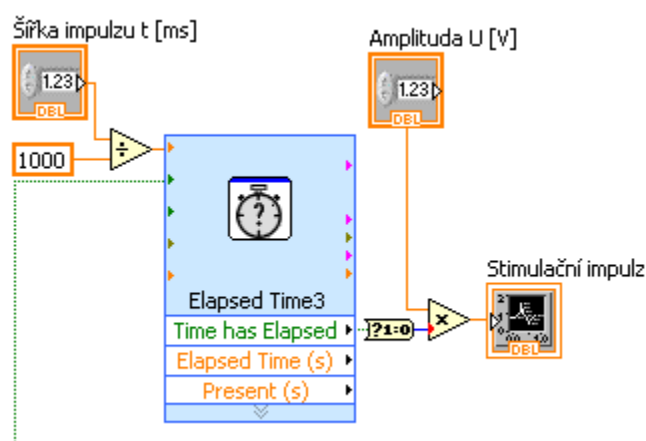 Šířka impulzu t [ms]
Amplituda U [V]
1.23
DBL
1.23
DBL
÷
1000
?
Elapsed Time3
Time has Elapsed
?1:0
Elapsed Time (s)
Present (s)
×
Stimulační impulz
DBL